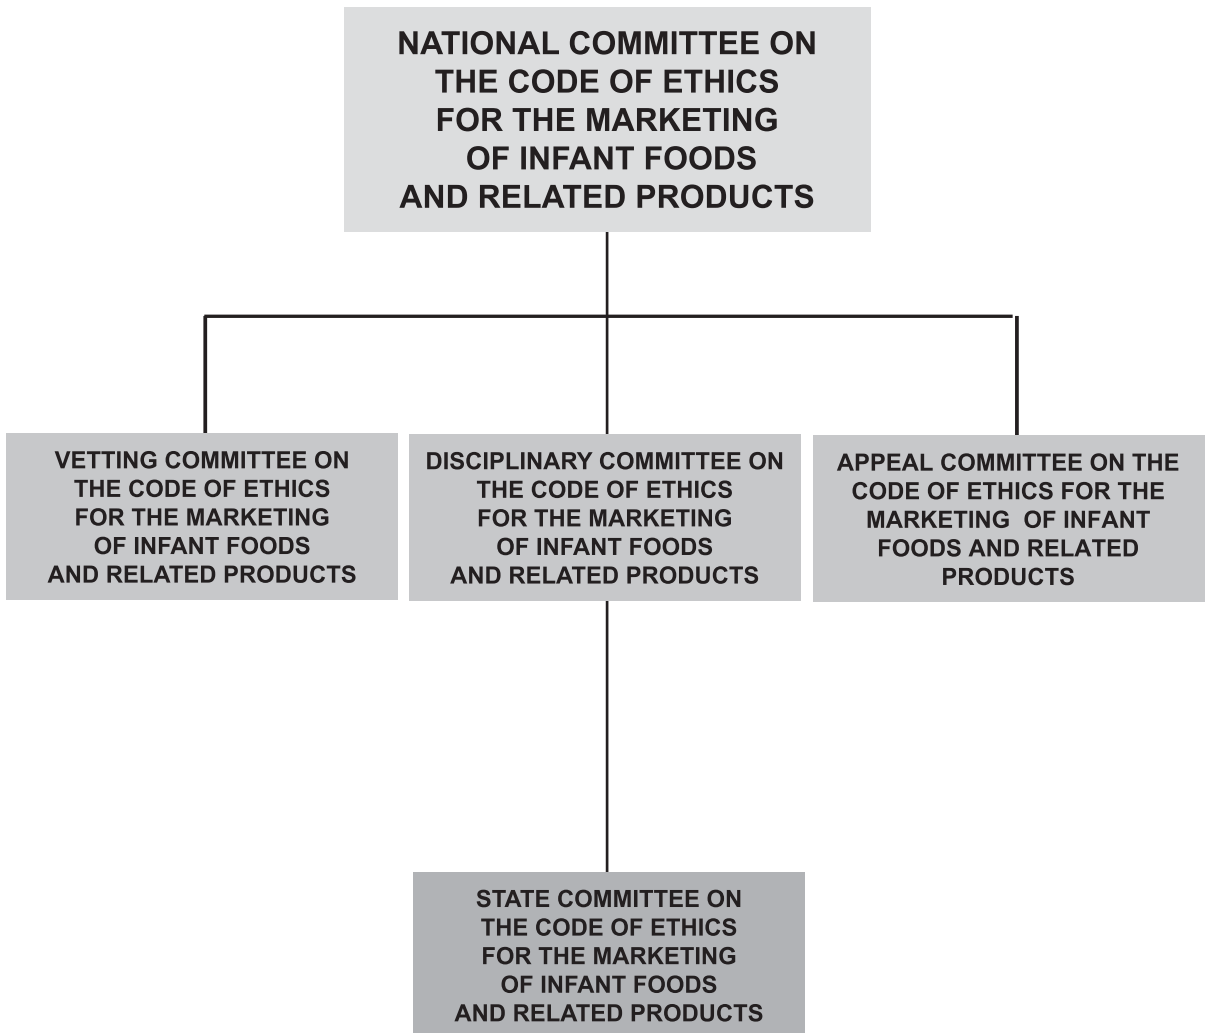 NATIONAL COMMITTEE ON
THE CODE OF ETHICS
FOR THE MARKETING
OF INFANT FOODS
AND RELATED PRODUCTS
VETTING COMMITTEE ON
THE CODE OF ETHICS
FOR THE MARKETING
OF INFANT FOODS
AND RELATED PRODUCTS
DISCIPLINARY COMMITTEE ON
THE CODE OF ETHICS
FOR THE MARKETING
OF INFANT FOODS
AND RELATED PRODUCTS
APPEAL COMMITTEE ON THE
CODE OF ETHICS FOR THE
MARKETING OF INFANT
FOODS AND RELATED
PRODUCTS
STATE COMMITTEE ON
THE CODE OF ETHICS
FOR THE MARKETING
OF INFANT FOODS
AND RELATED PRODUCTS